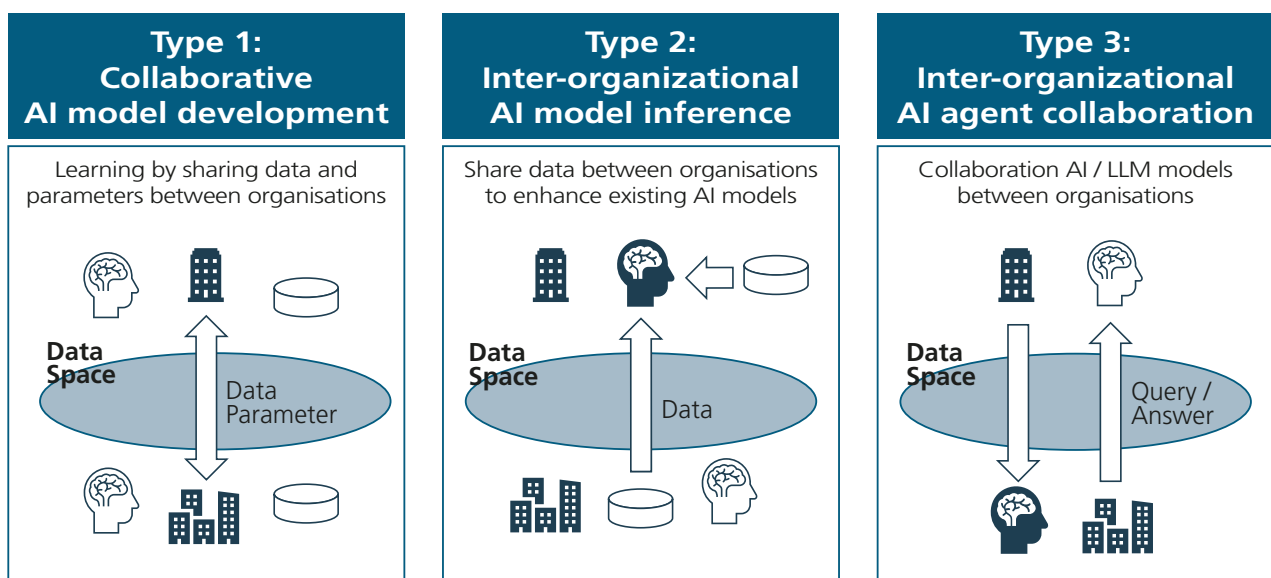 Type 1:
Collaborative
AI model development
Learning by sharing data and
parameters between organisations
Data
Space
Data
Parameter
Type 2:
Inter-organizational
AI model inference
Share data between organisations
to enhance existing AI models
Data
Space
Data
Type 3:
Inter-organizational
AI agent collaboration
Collaboration AI / LLM models
between organisations
Data
Space
Query /
Answer